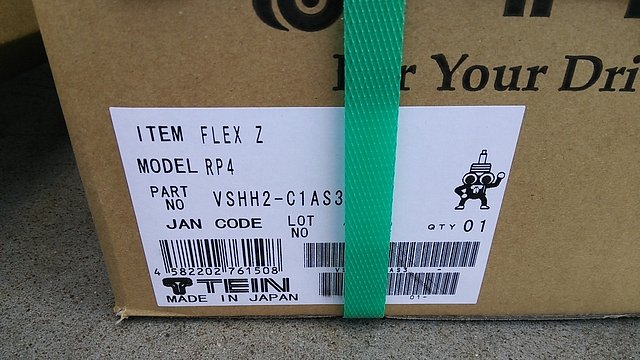 Your Dri
ITEM FLEX Z
MODEL RP4
PART NO VSHH2-C1AS3
JAN CODE LOT NO QTY 01
4 582202 761508
TEIN
MADE IN JAPAN